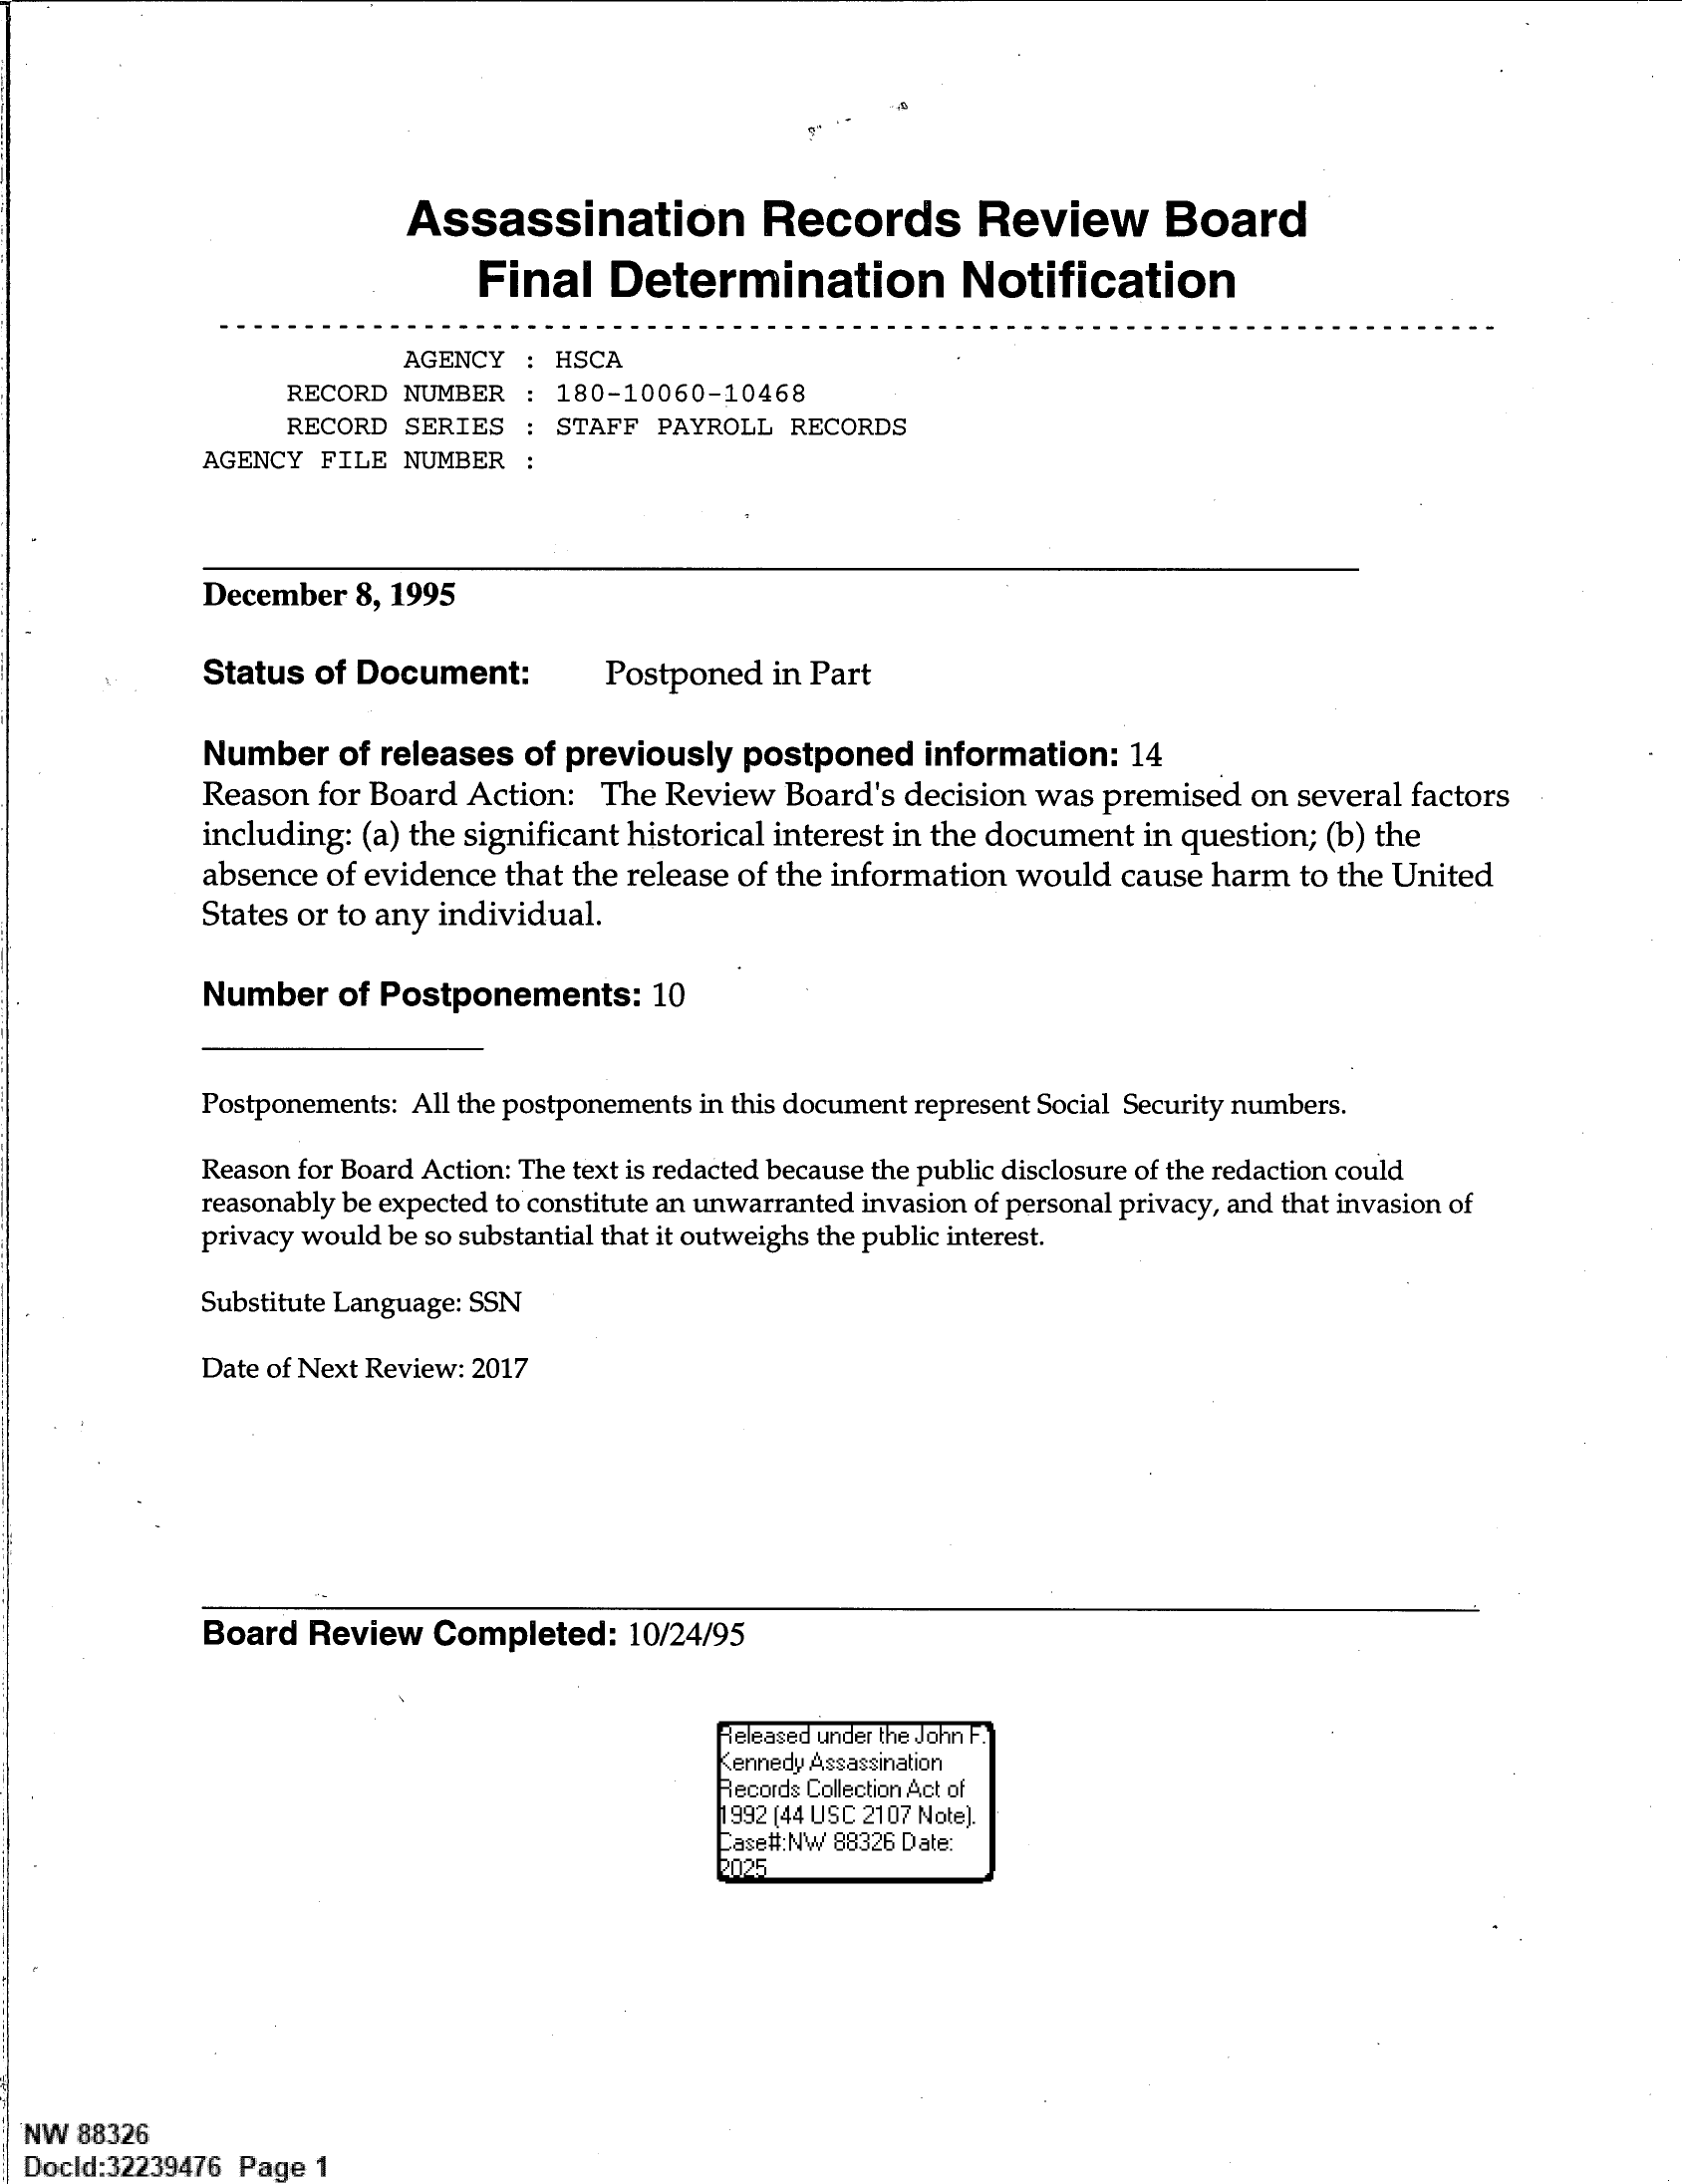 Assassination Records Review Board
Final Determination Notification
AGENCY : HSCA
RECORD NUMBER : 180-10060-10468
RECORD SERIES : STAFF PAYROLL RECORDS
AGENCY FILE NUMBER :
December 8, 1995
Status of Document: Postponed in Part
Number of releases of previously postponed information: 14
Reason for Board Action: The Review Board's decision was premised on several factors
including: (a) the significant historical interest in the document in question; (b) the
absence of evidence that the release of the information would cause harm to the United
States or to any individual.
Number of Postponements: 10
Postponements: All the postponements in this document represent Social Security numbers.
Reason for Board Action: The text is redacted because the public disclosure of the redaction could
reasonably be expected to constitute an unwarranted invasion of personal privacy, and that invasion of
privacy would be so substantial that it outweighs the public interest.
Substitute Language: SSN
Date of Next Review: 2017
Board Review Completed: 10/24/95
Released under the John F.
Kennedy Assassination
Records Collection Act of
1992 (44 USC 2107 Note).
Case#:NW 88326 Date:
2025
NW 88326
DocId:32239476 Page 1